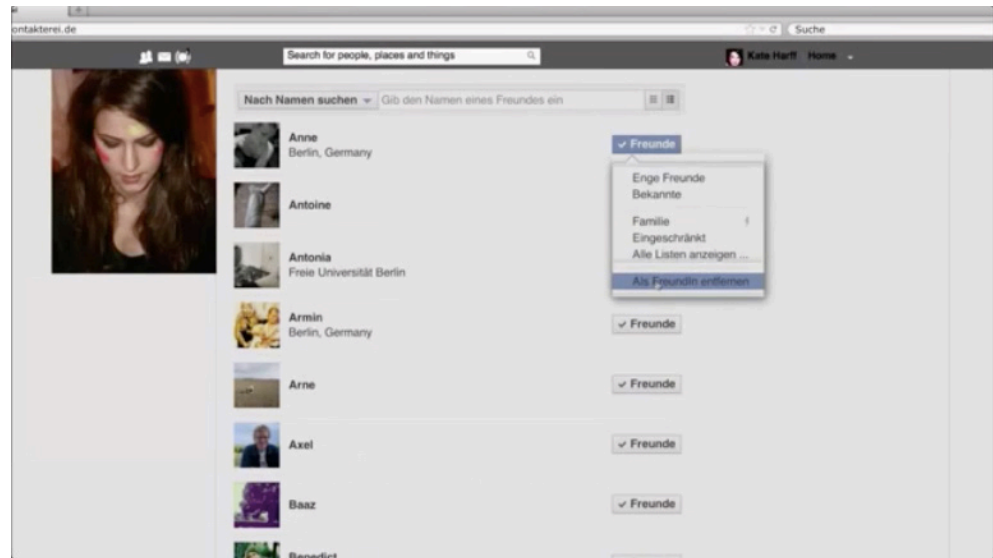 ontakterei.de
Suche
Search for people, places and things
Kate Harff Home
Nach Namen suchen Gib den Namen eines Freundes ein
Anne
Berlin, Germany
✓ Freunde
Enge Freunde
Bekannte
Antoine
Familie
Eingeschränkt
Alle Listen anzeigen ...
Antonia
Freie Universität Berlin
Als FreundIn entfernen
Armin
Berlin, Germany
✓ Freunde
Arne
✓ Freunde
Axel
✓ Freunde
Baaz
✓ Freunde
Benedict